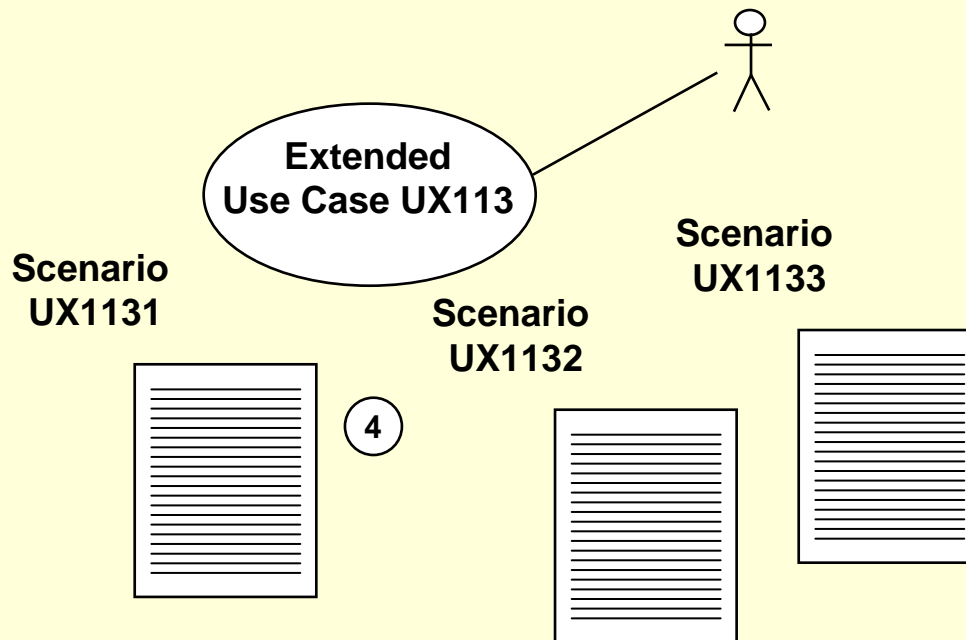 Extended
Use Case UX113
Scenario
UX1131
Scenario
UX1132
Scenario
UX1133
4